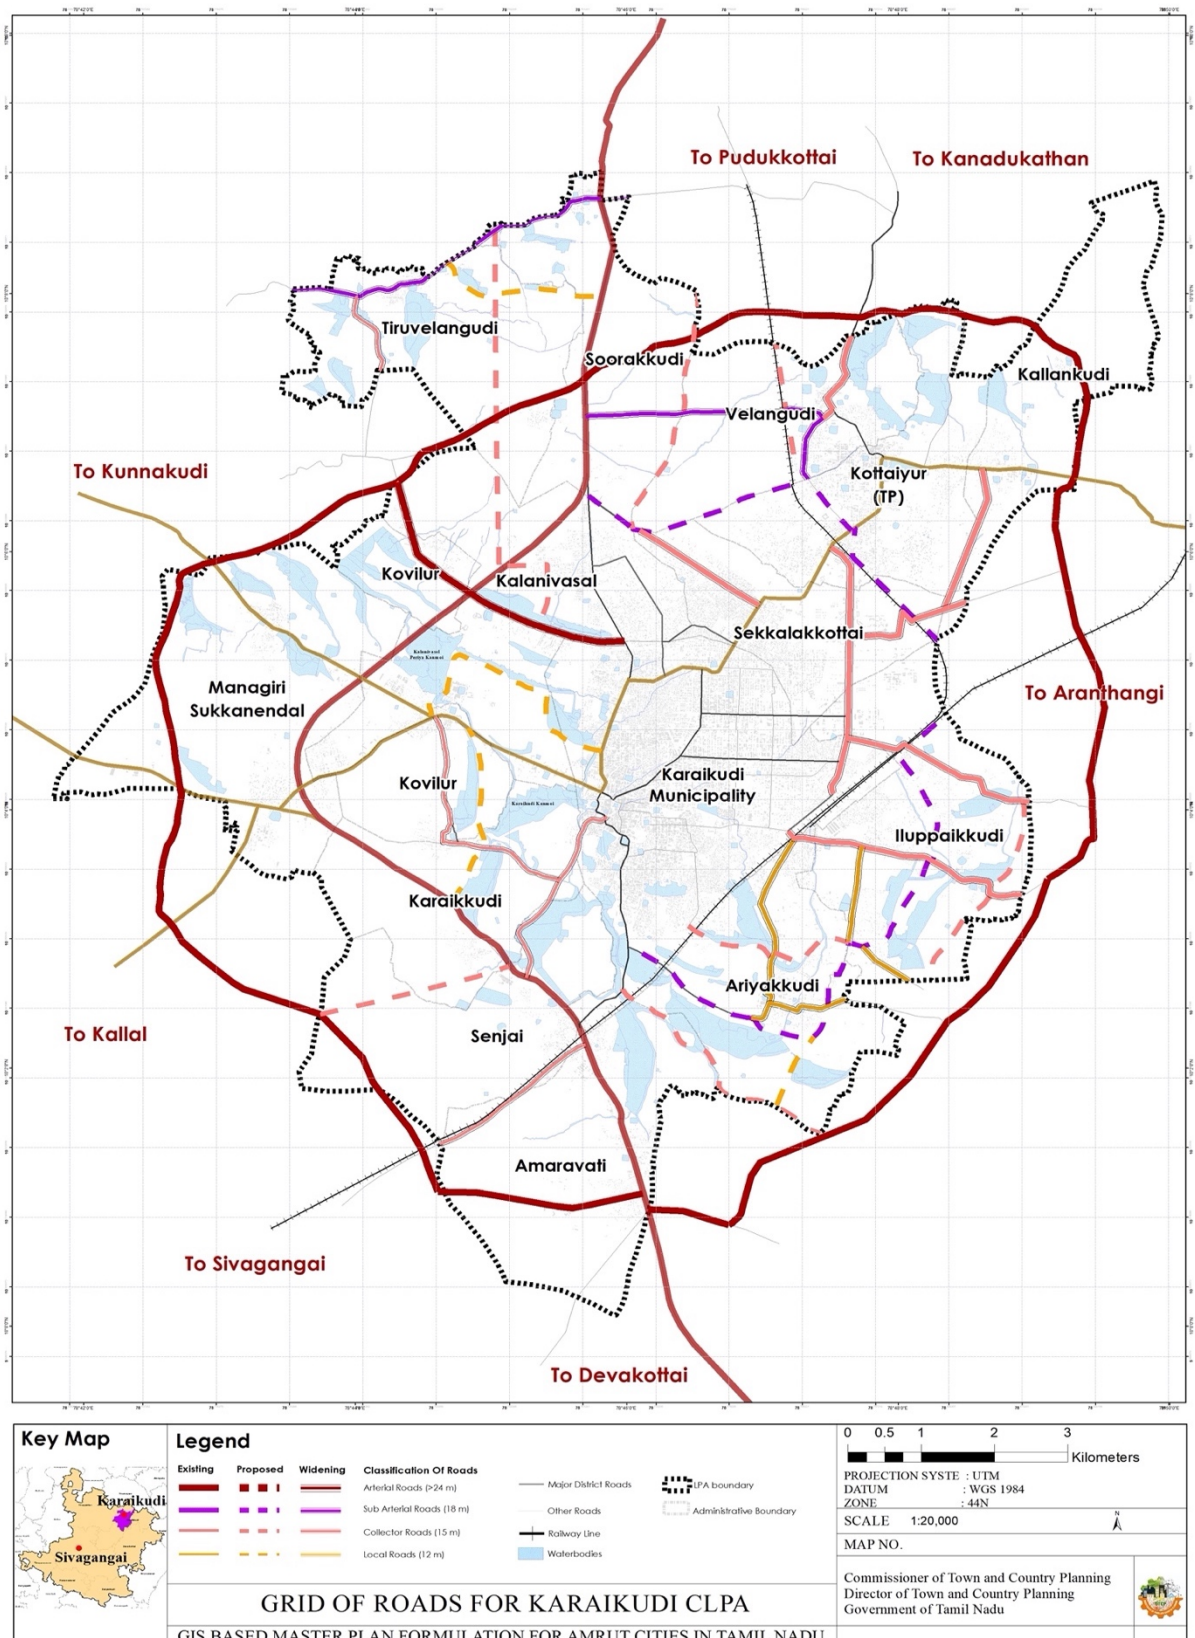 To Pudukkottai
To Kanadukathan
Tiruvelangudi
Soorakkudi
Kallankudi
Velangudi
To Kunnakudi
Kottaiyur
(TP)
Kovilur
Kalanivasal
Sekkalakkottai
Managiri
Sukkanendal
To Aranthangi
Kovilur
Karaikudi
Municipality
Iluppaikkudi
Karaikkudi
Ariyakkudi
To Kallal
Senjai
Amaravati
To Sivagangai
To Devakottai
Key Map
Karaikudi
Sivagangai
Legend
Existing Proposed Widening Classification Of Roads
Arterial Roads (>24 m)
Sub Arterial Roads (18 m)
Collector Roads (15 m)
Local Roads (12 m)
Major District Roads
Other Roads
Railway Line
Waterbodies
LPA boundary
Administrative Boundary
GRID OF ROADS FOR KARAIKUDI CLPA
GIS BASED MASTER PLAN FORMULATION FOR AMRUT CITIES IN TAMIL NADU
0 0.5 1 2 3
Kilometers
PROJECTION SYSTE : UTM
DATUM : WGS 1984
ZONE : 44N
SCALE 1:20,000
N
MAP NO.
Commissioner of Town and Country Planning
Director of Town and Country Planning
Government of Tamil Nadu